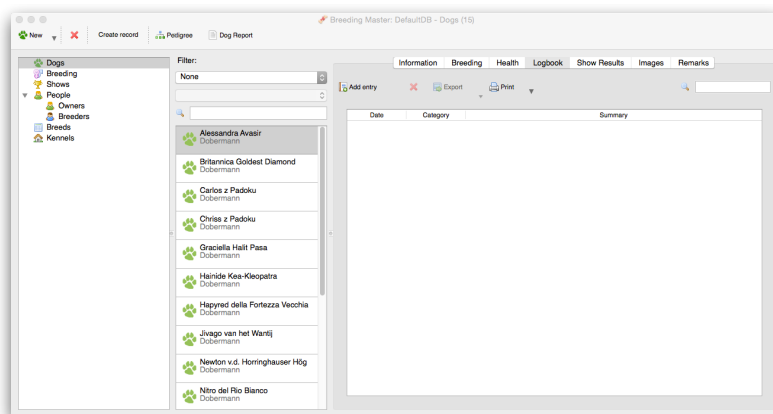 Breeding Master: DefaultDB - Dogs (15)
New
Create record
Pedigree
Dog Report
Dogs
Breeding
Shows
People
Owners
Breeders
Breeds
Kennels
Filter:
None
Alessandra Avasir
Dobermann
Britannica Goldest Diamond
Dobermann
Carlos z Padoku
Dobermann
Chriss z Padoku
Dobermann
Graciella Halit Pasa
Dobermann
Hainide Kea-Kleopatra
Dobermann
Hapyred della Fortezza Vecchia
Dobermann
Jivago van het Wantij
Dobermann
Newton v.d. Horringhauser Hög
Dobermann
Nitro del Rio Bianco
Dobermann
Information Breeding Health Logbook Show Results Images Remarks
Add entry
Export
Print
Date Category Summary